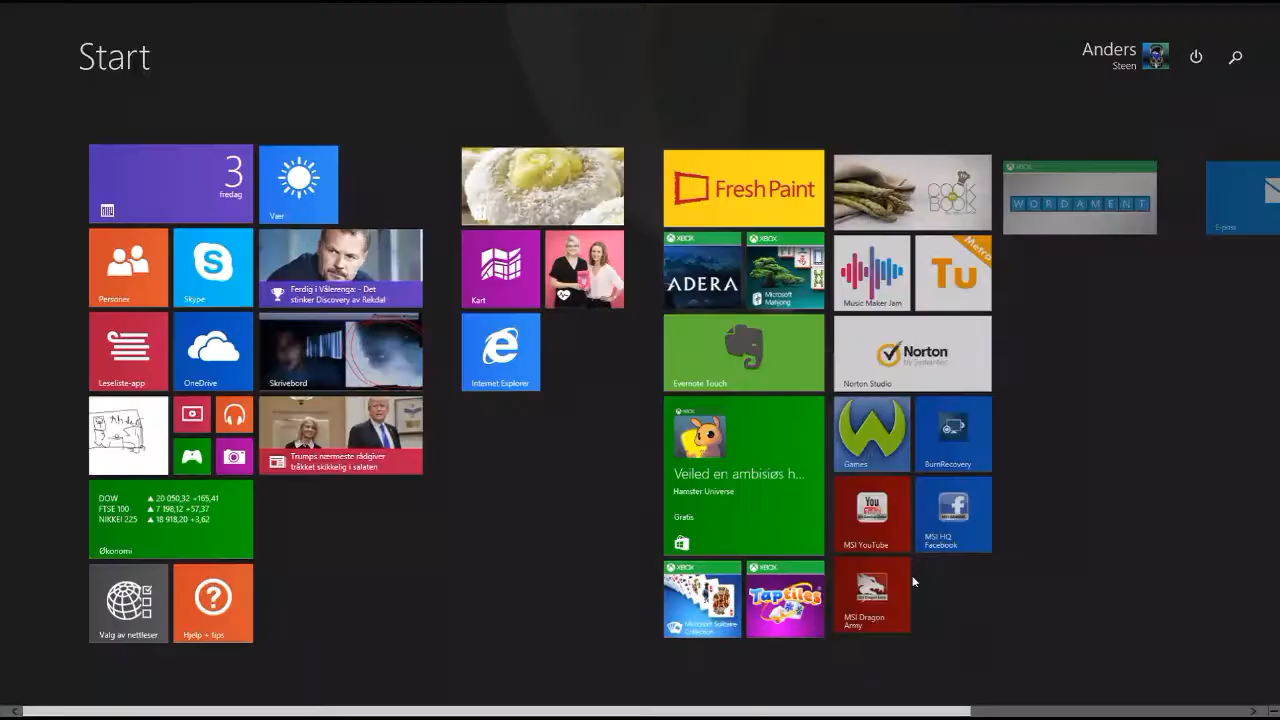 Start
Anders
Steen
3
fredag
Vær
Personer
Skype
Ferdig i Vålerenga: - Det
stinker Discovery av Rekdal
Leseliste-app
OneDrive
Skrivebord
Trumps nærmeste rådgiver
tråkket skikkelig i salaten
DOW ▲ 20 050,32 +165,41
FTSE 100 ▲ 7 198,12 +57,37
NIKKEI 225 ▲ 18 918,20 +3,62
Økonomi
Valg av nettleser
Hjelp + tips
Kart
Internet Explorer
Fresh Paint
XBOX
ADERA
XBOX
Microsoft
Mahjong
Evernote Touch
XBOX
Veiled en ambisiøs h...
Hamster Universe
Gratis
XBOX
Microsoft Solitaire
Collection
XBOX
Taptiles
COOK
BOOK
Music Maker Jam
Metro
Tu
Norton
by Symantec
Norton Studio
Games
BurnRecovery
You
MSI YouTube
MSI HQ
Facebook
MSI Dragon
Army
XBOX
WORDAMENT
E-post